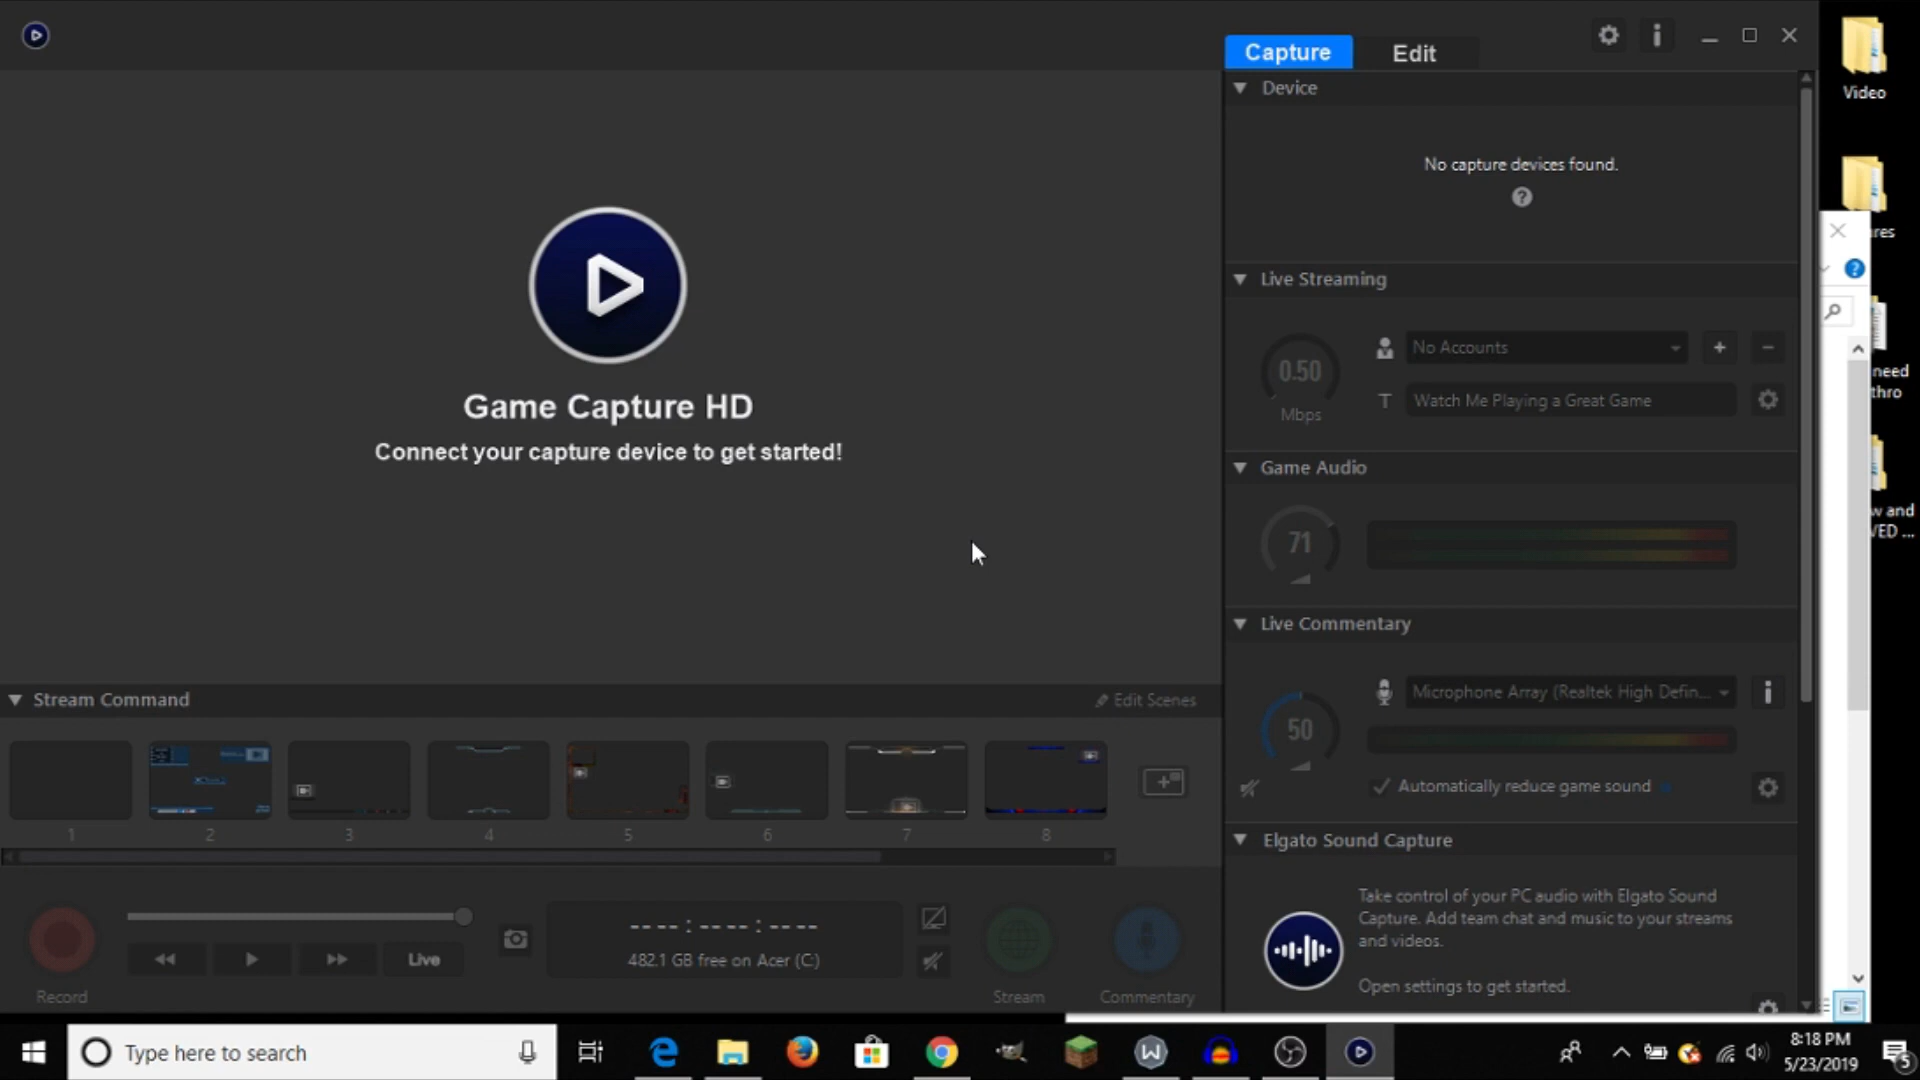 Capture
Edit
Device
No capture devices found.
?
Live Streaming
0.50
Mbps
No Accounts
+
−
T
Watch Me Playing a Great Game
Game Audio
71
Live Commentary
Microphone Array (Realtek High Defin...
50
Automatically reduce game sound
Elgato Sound Capture
Take control of your PC audio with Elgato Sound
Capture. Add team chat and music to your streams
and videos.
Open settings to get started.
Game Capture HD
Connect your capture device to get started!
Stream Command
Edit Scenes
1
2
3
4
5
6
7
8
Live
-- -- : -- -- : -- --
482.1 GB free on Acer (C:)
Record
Stream
Commentary
Video
res
need
thro
w and
VED ...
Type here to search
8:18 PM
5/23/2019
5